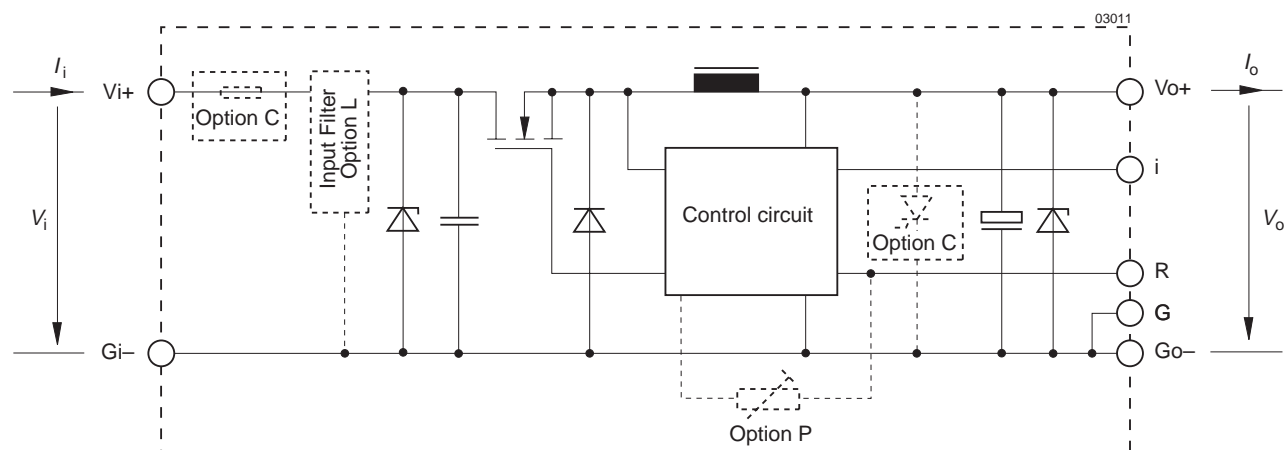 03011
Ii
Io
Vi+
Option C
Input Filter
Option L
Vo+
i
Control circuit
Option C
Vi
Vo
R
G
Gi–
Go–
Option P